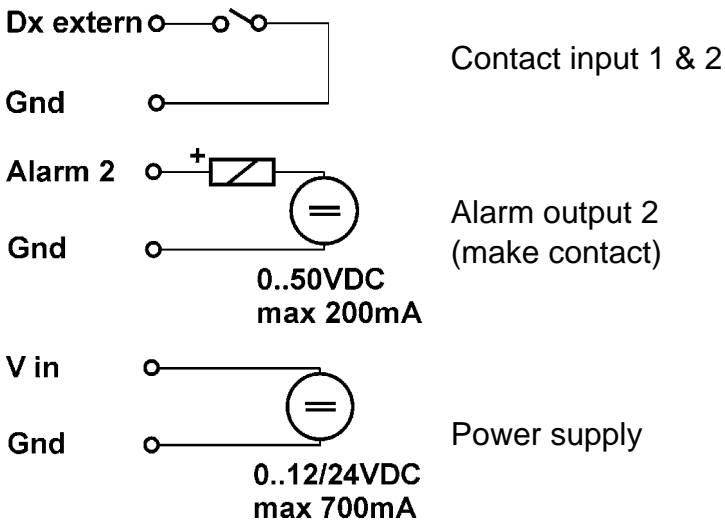 Dx extern
Contact input 1 & 2
Gnd
Alarm 2
+
Alarm output 2
(make contact)
Gnd
0..50VDC
max 200mA
V in
Power supply
Gnd
0..12/24VDC
max 700mA